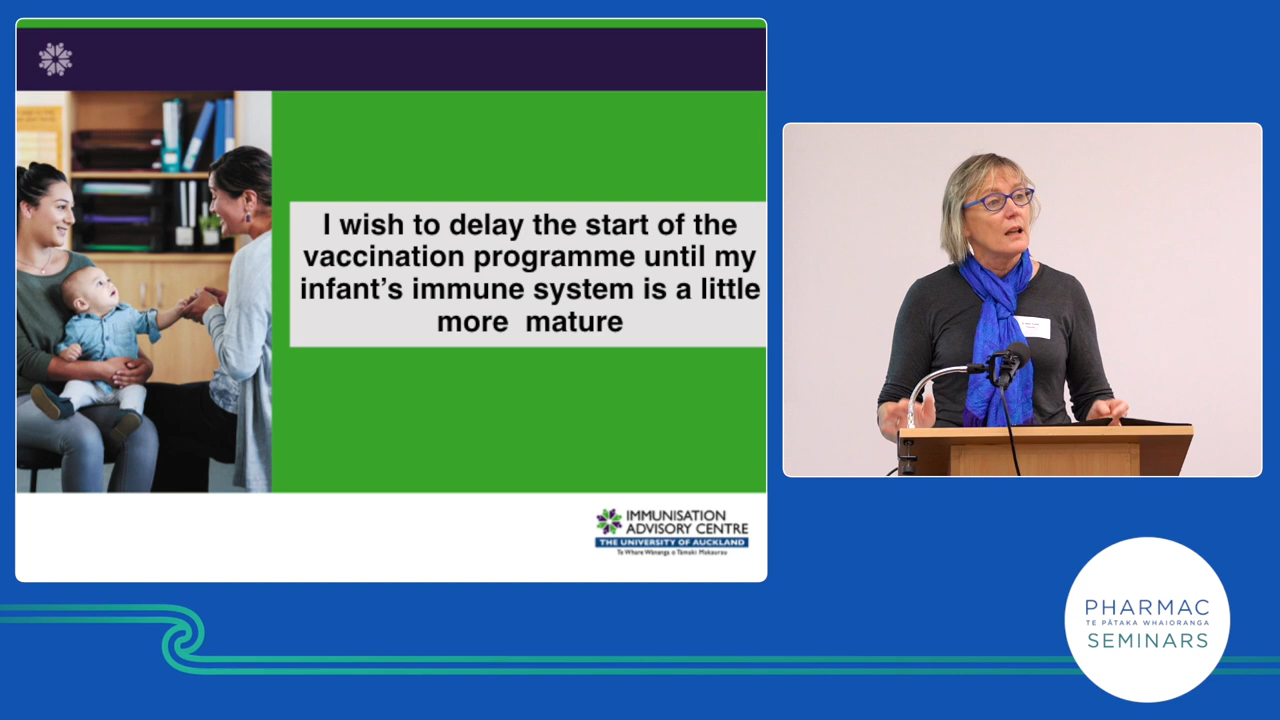 I wish to delay the start of the
vaccination programme until my
infant's immune system is a little
more mature
IMMUNISATION
ADVISORY CENTRE
THE UNIVERSITY OF AUCKLAND
Te Whare Wānanga o Tāmaki Makaurau
PHARMAC
TE PĀTAKA WHAIORANGA
SEMINARS